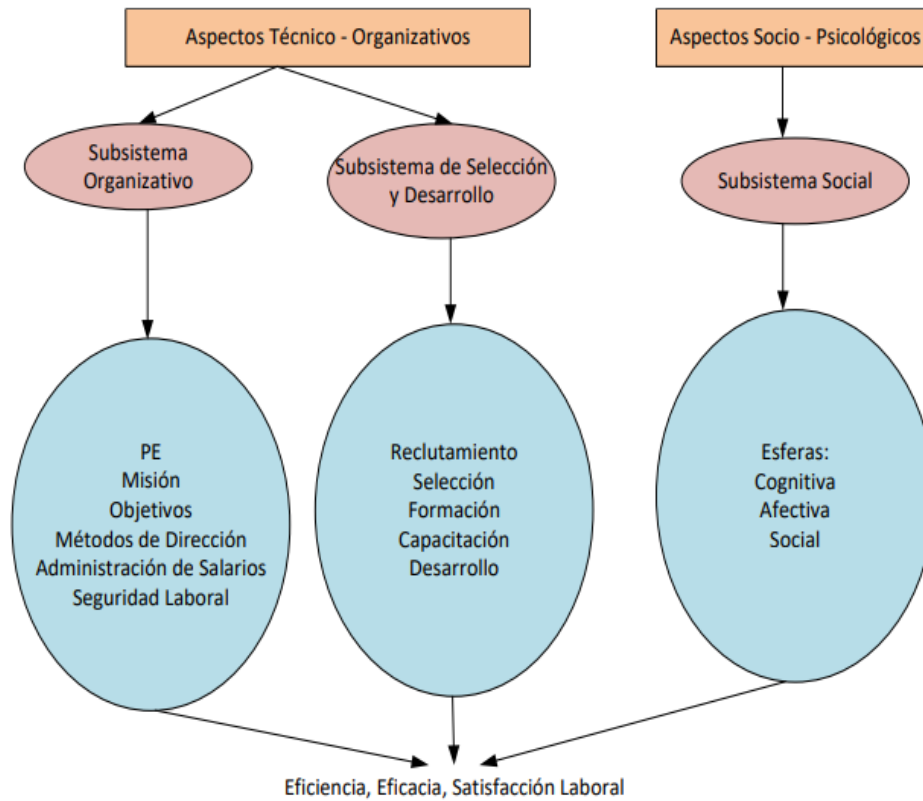 Aspectos Técnico - Organizativos
Aspectos Socio - Psicológicos
Subsistema
Organizativo
Subsistema de Selección
y Desarrollo
Subsistema Social
PE
Misión
Objetivos
Métodos de Dirección
Administración de Salarios
Seguridad Laboral
Reclutamiento
Selección
Formación
Capacitación
Desarrollo
Esferas:
Cognitiva
Afectiva
Social
Eficiencia, Eficacia, Satisfacción Laboral